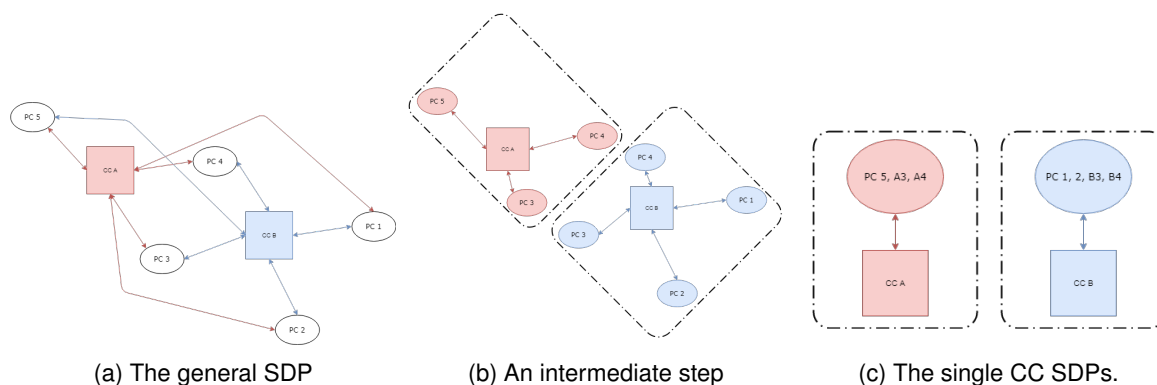 PC 5
CC A
PC 4
CC B
PC 1
PC 3
PC 2
(a) The general SDP
PC 5
CC A
PC 4
PC 3
PC 4
CC B
PC 1
PC 3
PC 2
(b) An intermediate step
PC 5, A3, A4
CC A
PC 1, 2, B3, B4
CC B
(c) The single CC SDPs.